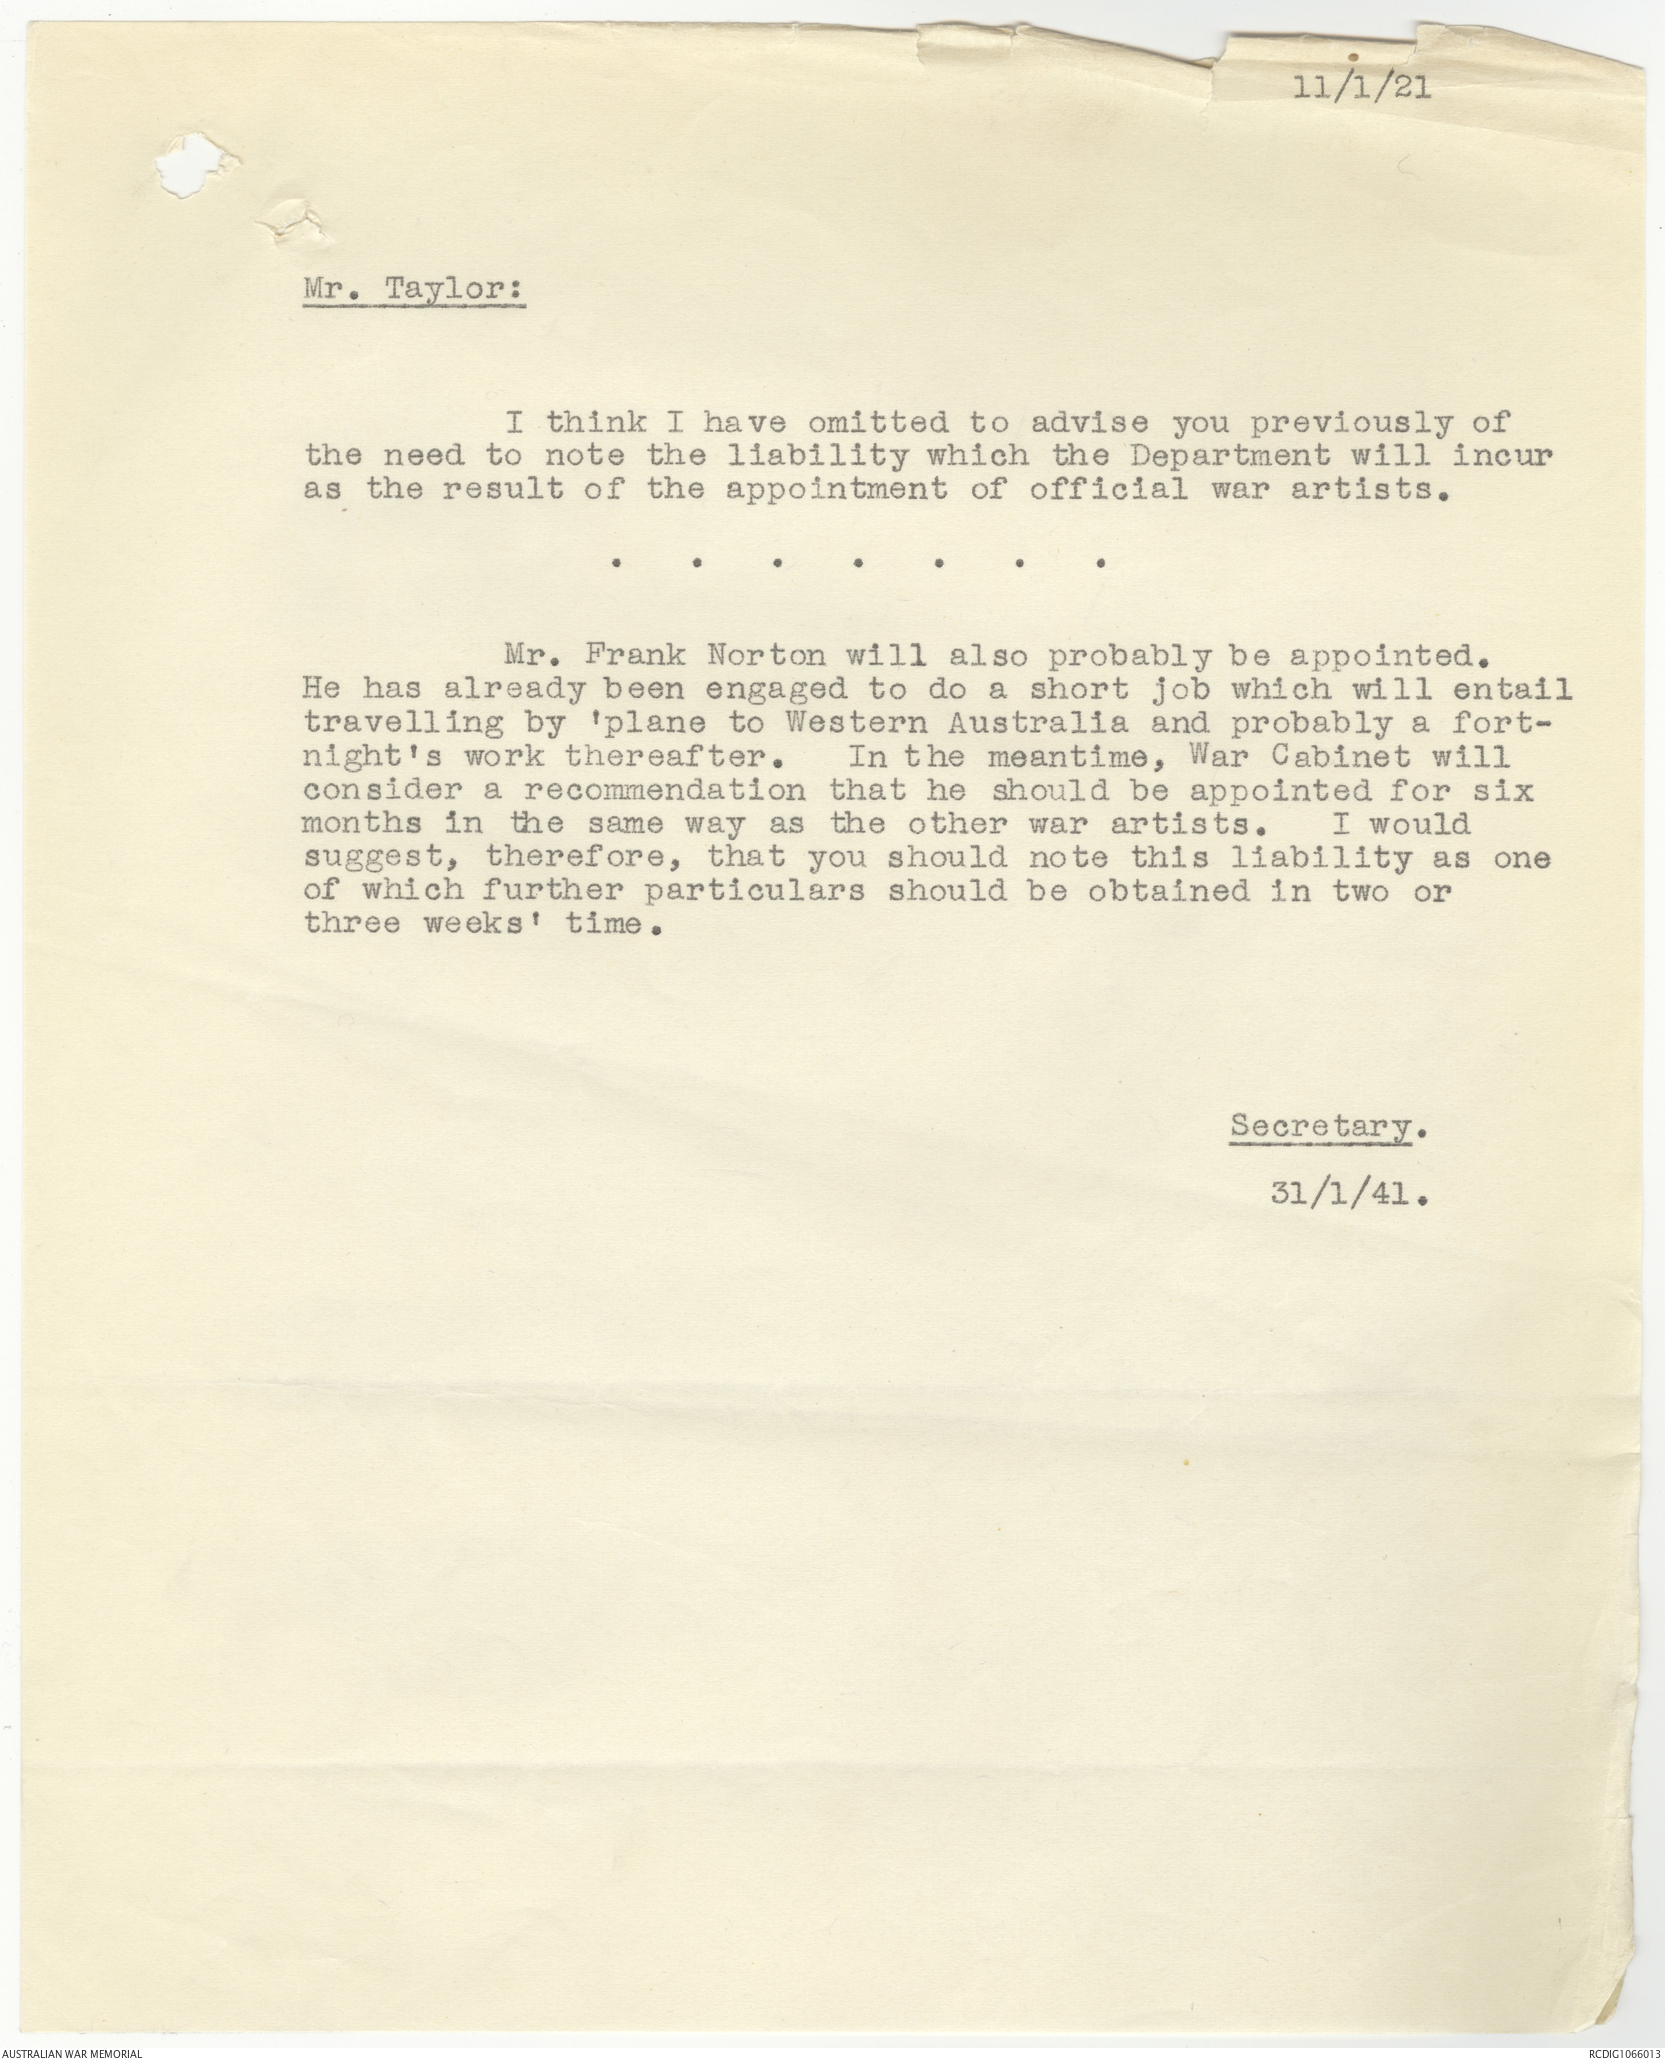 11/1/21
Mr. Taylor:
I think I have omitted to advise you previously of
the need to note the liability which the Department will incur
as the result of the appointment of official war artists.
. . . . . . .
Mr. Frank Norton will also probably be appointed.
He has already been engaged to do a short job which will entail
travelling by 'plane to Western Australia and probably a fort-
night's work thereafter. In the meantime, War Cabinet will
consider a recommendation that he should be appointed for six
months in the same way as the other war artists. I would
suggest, therefore, that you should note this liability as one
of which further particulars should be obtained in two or
three weeks' time.
Secretary.
31/1/41.
AUSTRALIAN WAR MEMORIAL
RCDIG1066013